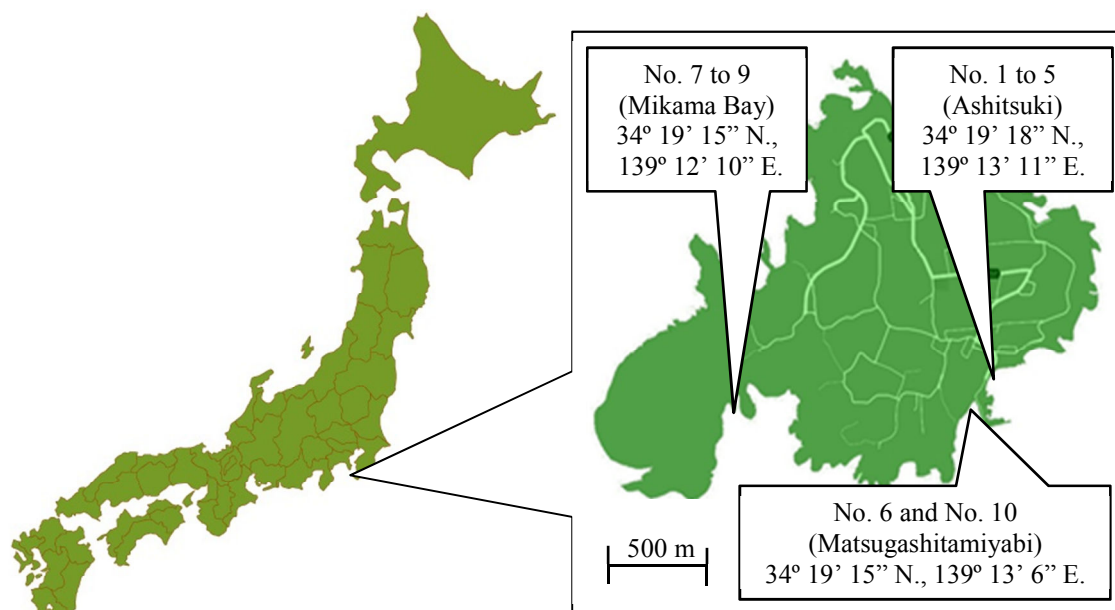 No. 7 to 9
(Mikama Bay)
34º 19’ 15” N.,
139º 12’ 10” E.
No. 1 to 5
(Ashitsuki)
34º 19’ 18” N.,
139º 13’ 11” E.
No. 6 and No. 10
(Matsugashitamiyabi)
34º 19’ 15” N., 139º 13’ 6” E.
500 m